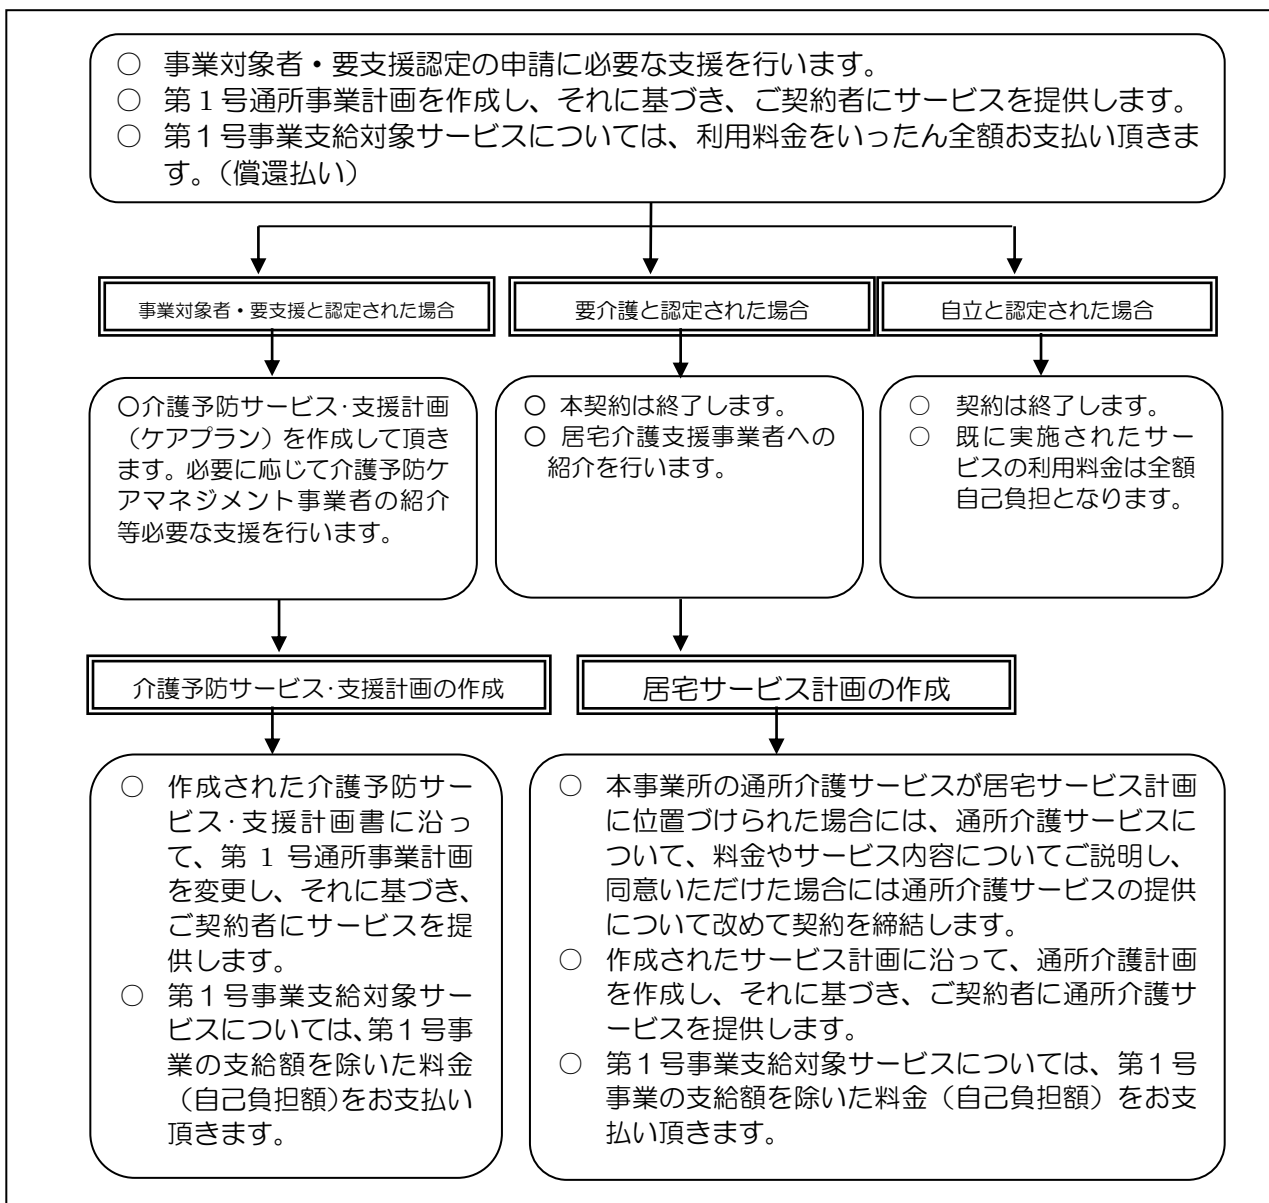 ○ 事業対象者・要支援認定の申請に必要な支援を行います。
○ 第１号通所事業計画を作成し、それに基づき、ご契約者にサービスを提供します。
○ 第１号事業支給対象サービスについては、利用料金をいったん全額お支払い頂きま
す。（償還払い）
事業対象者・要支援と認定された場合
要介護と認定された場合
自立と認定された場合
〇介護予防サービス･支援計画
（ケアプラン）を作成して頂き
ます。必要に応じて介護予防ケ
アマネジメント事業者の紹介
等必要な支援を行います。
〇 本契約は終了します。
〇 居宅介護支援事業者への
紹介を行います。
○ 契約は終了します。
○ 既に実施されたサー
ビスの利用料金は全額
自己負担となります。
介護予防サービス･支援計画の作成
居宅サービス計画の作成
○ 作成された介護予防サー
ビス･支援計画書に沿っ
て、第 1 号通所事業計画
を変更し、それに基づき、
ご契約者にサービスを提
供します。
○ 第１号事業支給対象サー
ビスについては、第１号事
業の支給額を除いた料金
（自己負担額）をお支払い
頂きます。
○ 本事業所の通所介護サービスが居宅サービス計画
に位置づけられた場合には、通所介護サービスに
ついて、料金やサービス内容についてご説明し、
同意いただけた場合には通所介護サービスの提供
について改めて契約を締結します。
○ 作成されたサービス計画に沿って、通所介護計画
を作成し、それに基づき、ご契約者に通所介護サ
ービスを提供します。
○ 第１号事業支給対象サービスについては、第１号
事業の支給額を除いた料金（自己負担額）をお支
払い頂きます。